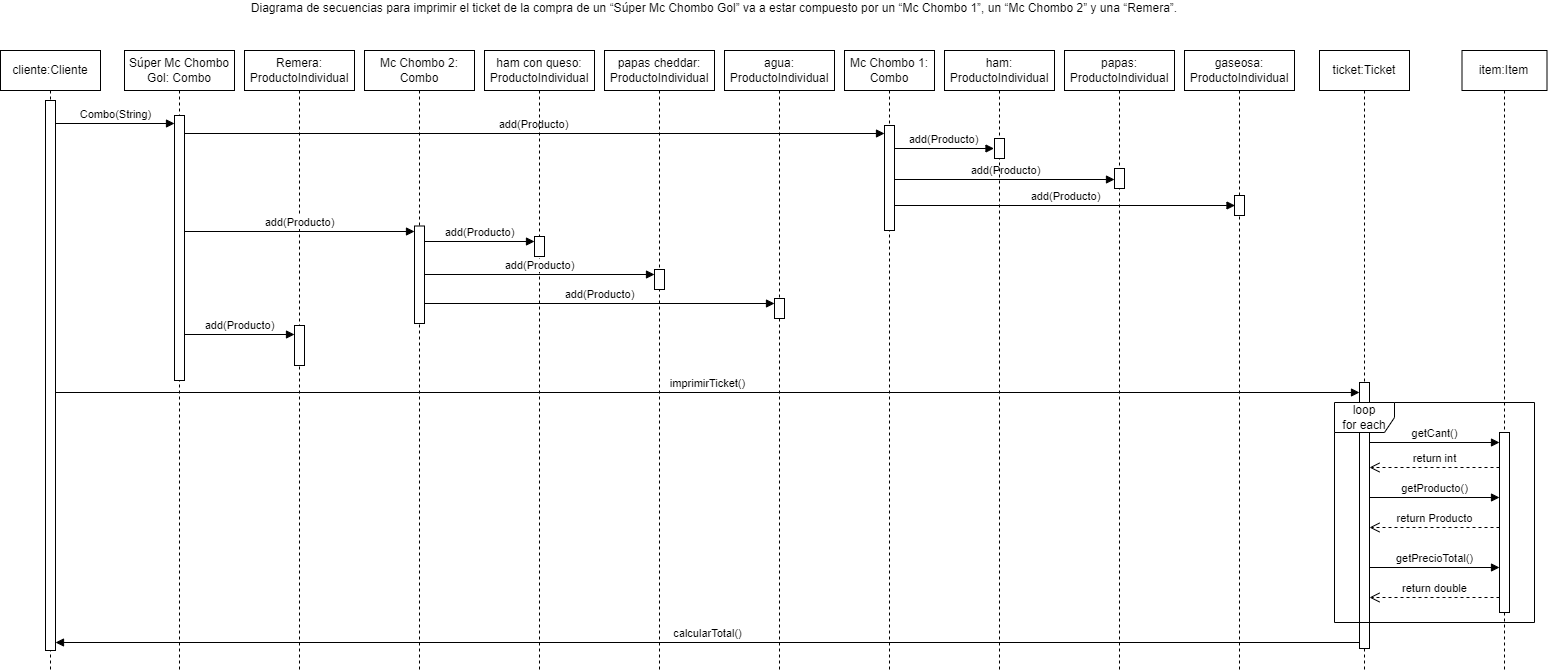 Diagrama de secuencias para imprimir el ticket de la compra de un “Súper Mc Chombo Gol” va a estar compuesto por un “Mc Chombo 1”, un “Mc Chombo 2” y una “Remera”.
cliente:Cliente
Súper Mc Chombo
Gol: Combo
Remera:
ProductoIndividual
Mc Chombo 2:
Combo
ham con queso:
ProductoIndividual
papas cheddar:
ProductoIndividual
agua:
ProductoIndividual
Mc Chombo 1:
Combo
ham:
ProductoIndividual
papas:
ProductoIndividual
gaseosa:
ProductoIndividual
ticket:Ticket
item:Item
Combo(String)
add(Producto)
add(Producto)
add(Producto)
add(Producto)
add(Producto)
add(Producto)
add(Producto)
add(Producto)
add(Producto)
imprimirTicket()
loop
for each
getCant()
return int
getProducto()
return Producto
getPrecioTotal()
return double
calcularTotal()